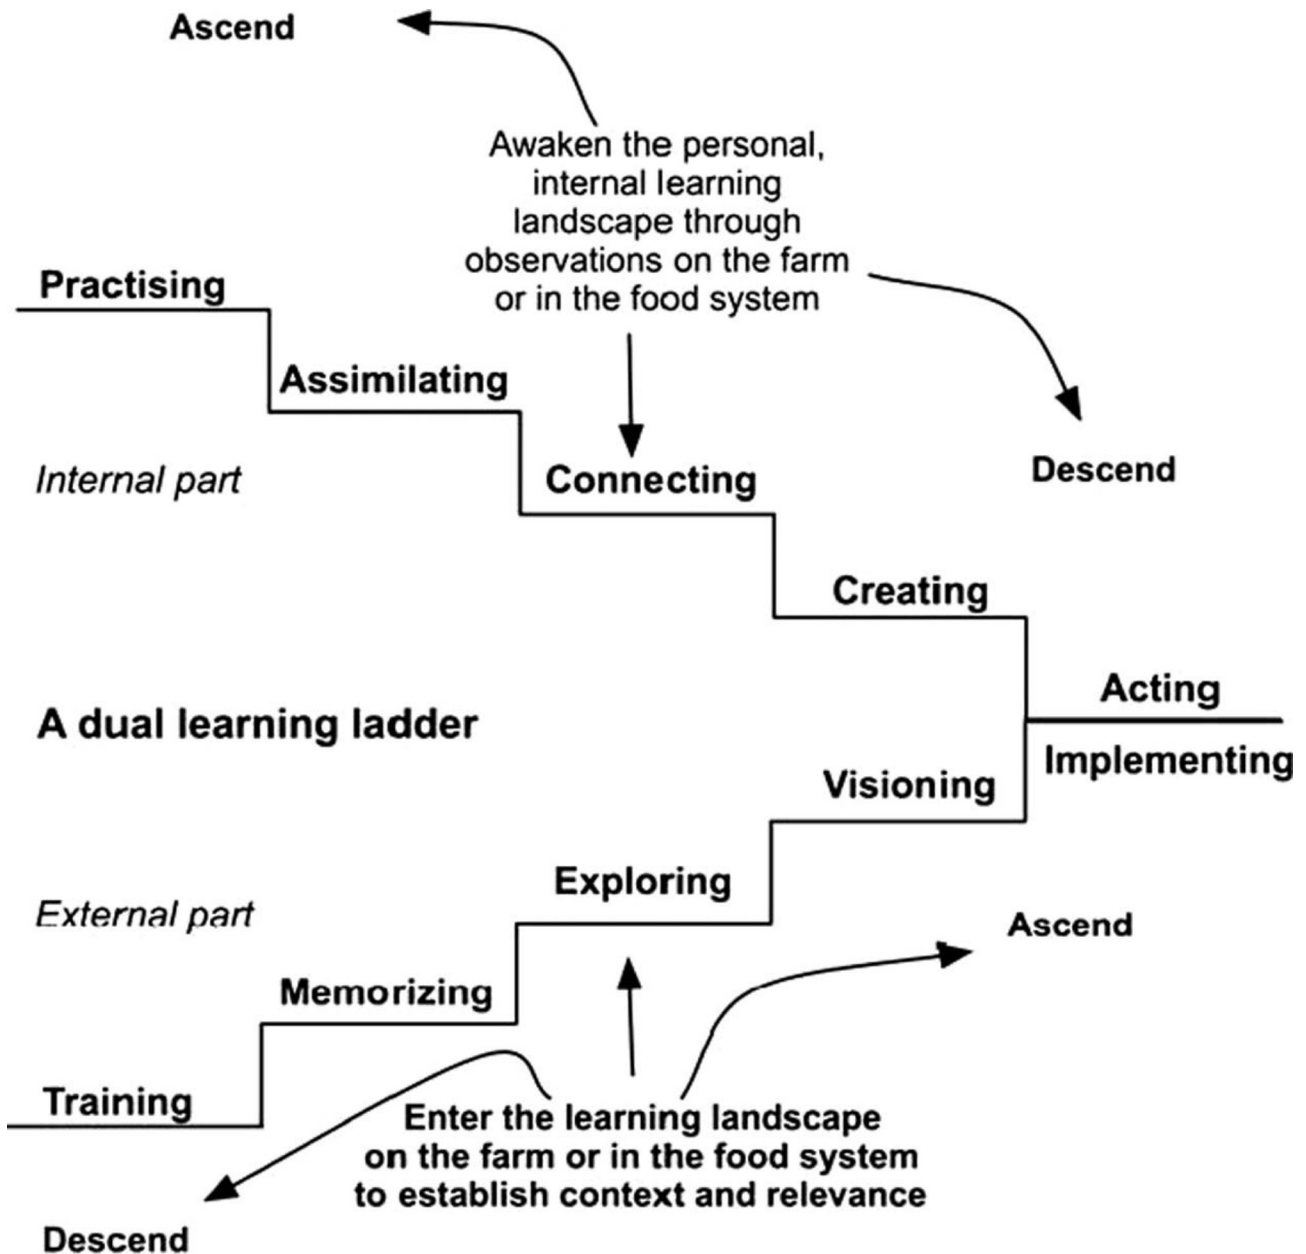 Ascend
Awaken the personal,
internal learning
landscape through
observations on the farm
or in the food system
Practising
Assimilating
Internal part
Connecting
Descend
Creating
Acting
A dual learning ladder
Implementing
Visioning
Exploring
External part
Ascend
Memorizing
Training
Enter the learning landscape
on the farm or in the food system
to establish context and relevance
Descend